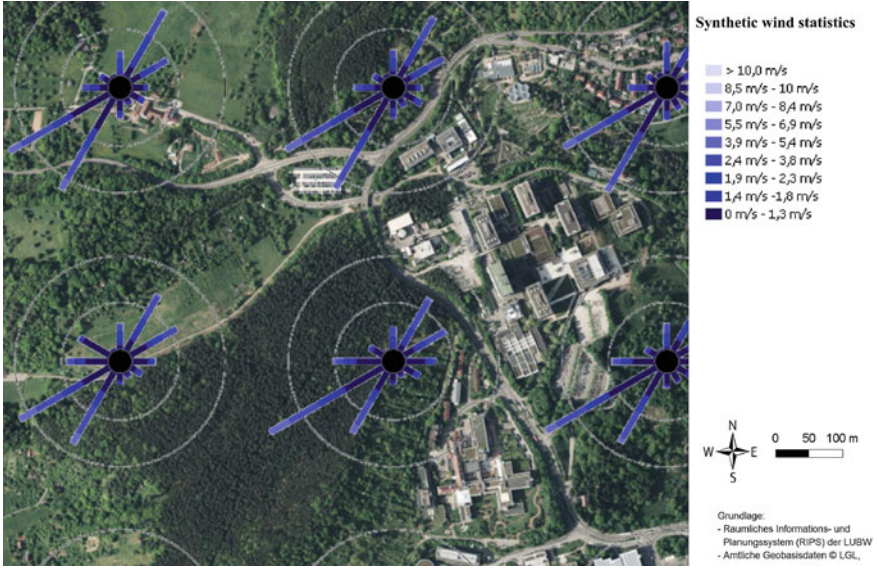 Synthetic wind statistics
> 10,0 m/s
8,5 m/s - 10 m/s
7,0 m/s - 8,4 m/s
5,5 m/s - 6,9 m/s
3,9 m/s - 5,4 m/s
2,4 m/s - 3,8 m/s
1,9 m/s - 2,3 m/s
1,4 m/s -1,8 m/s
0 m/s - 1,3 m/s
N
W E
S
0 50 100 m
Grundlage:
- Räumliches Informations- und
Planungssystem (RIPS) der LUBW
- Amtliche Geobasisdaten © LGL,